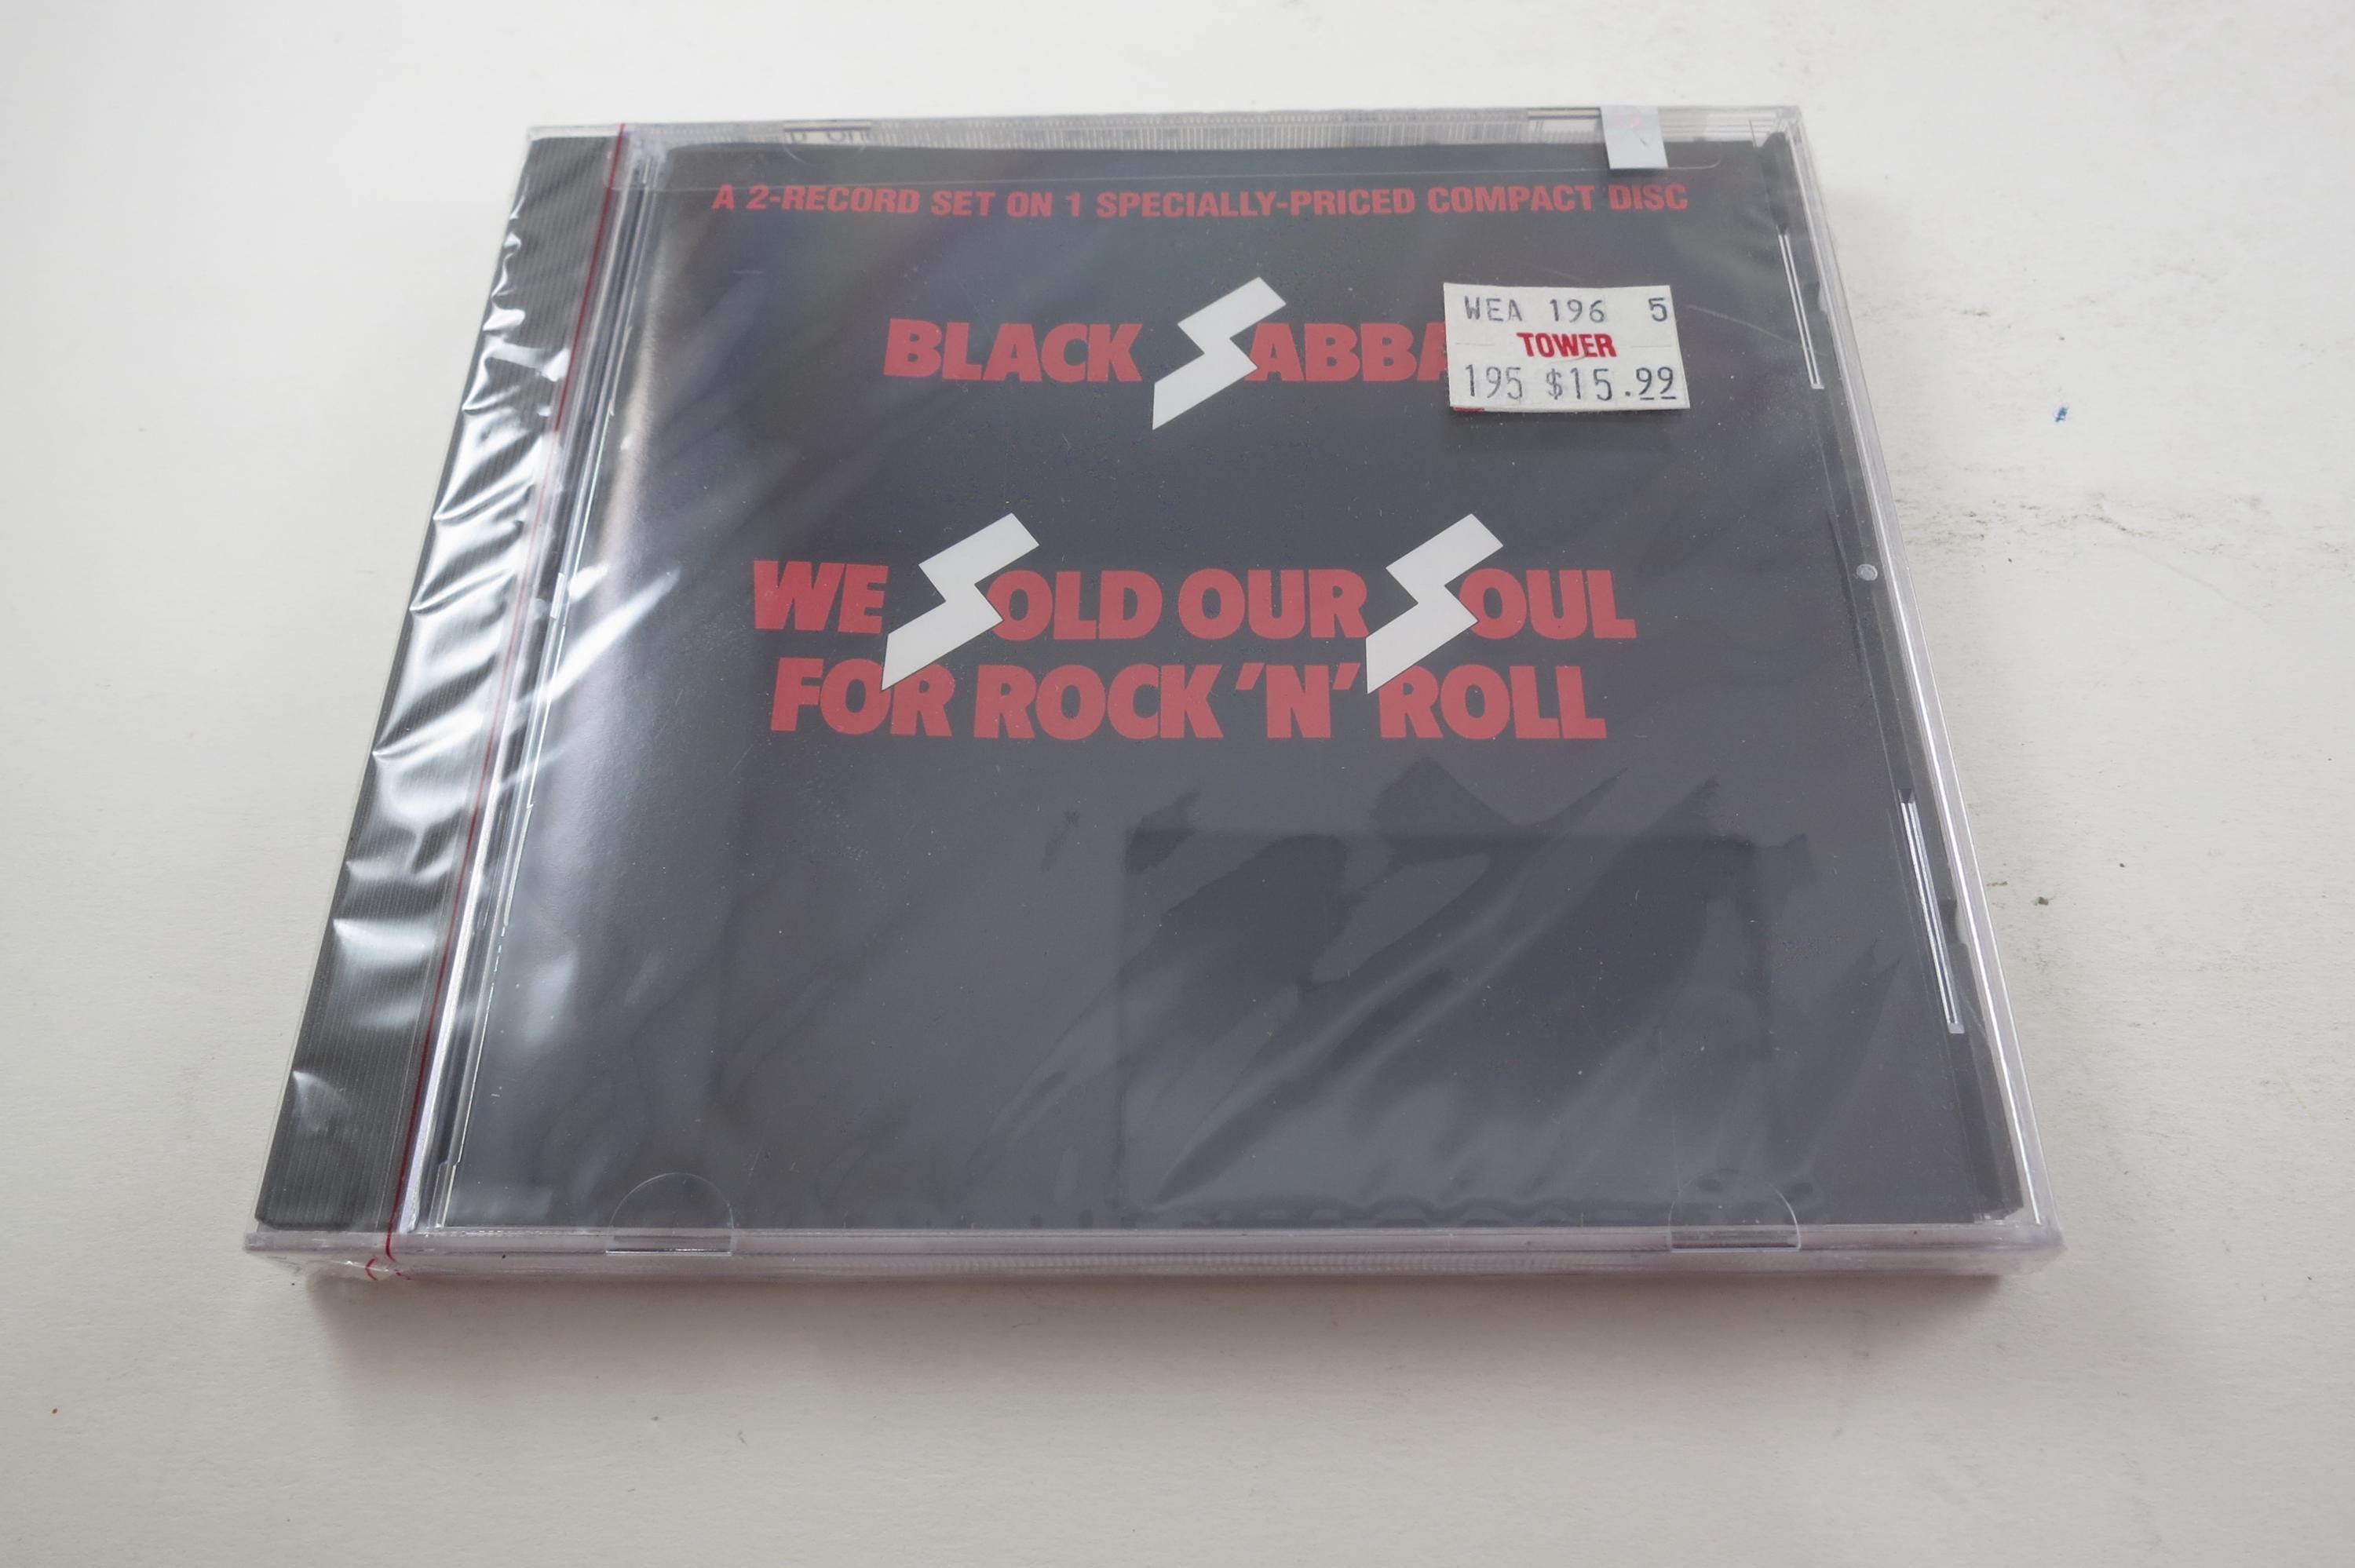 A 2-RECORD SET ON 1 SPECIALLY-PRICED COMPACT DISC
BLACK SABBA
WEA 196 5
TOWER
195 $15.99
WE SOLD OUR SOUL
FOR ROCK 'N' ROLL